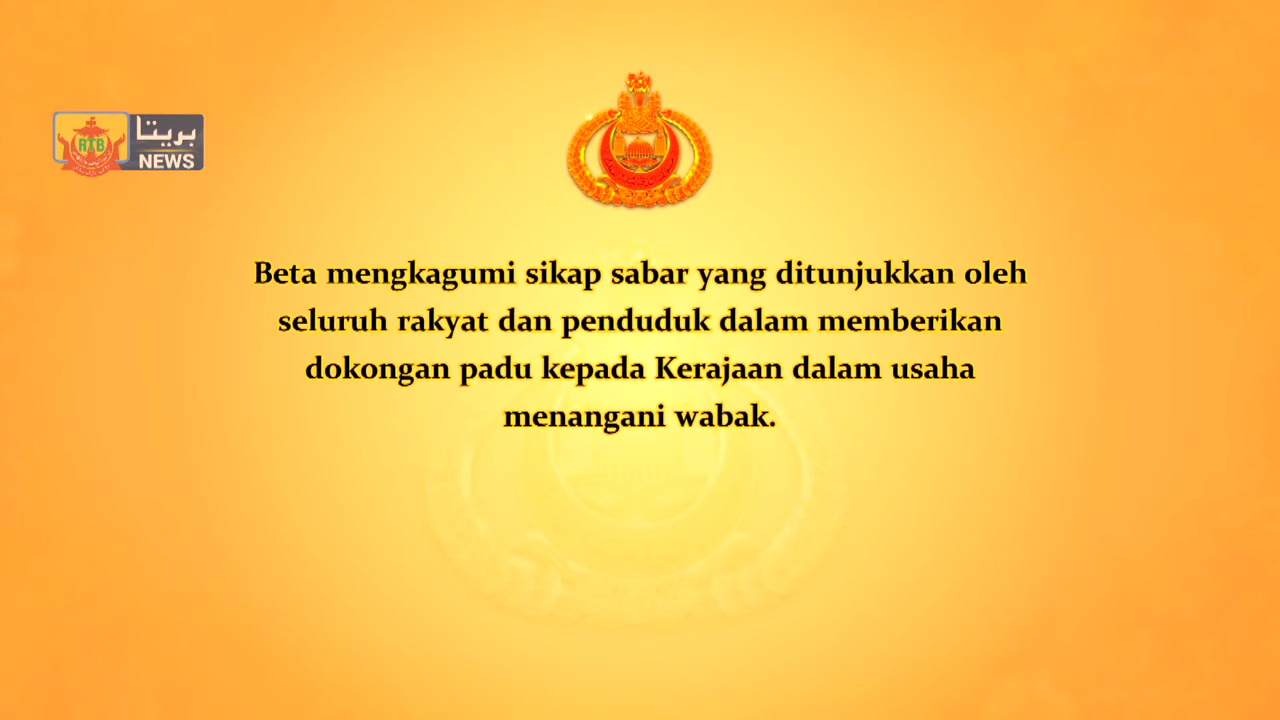 بريتا
RTB
NEWS
Beta mengkagumi sikap sabar yang ditunjukkan oleh
seluruh rakyat dan penduduk dalam memberikan
dokongan padu kepada Kerajaan dalam usaha
menangani wabak.